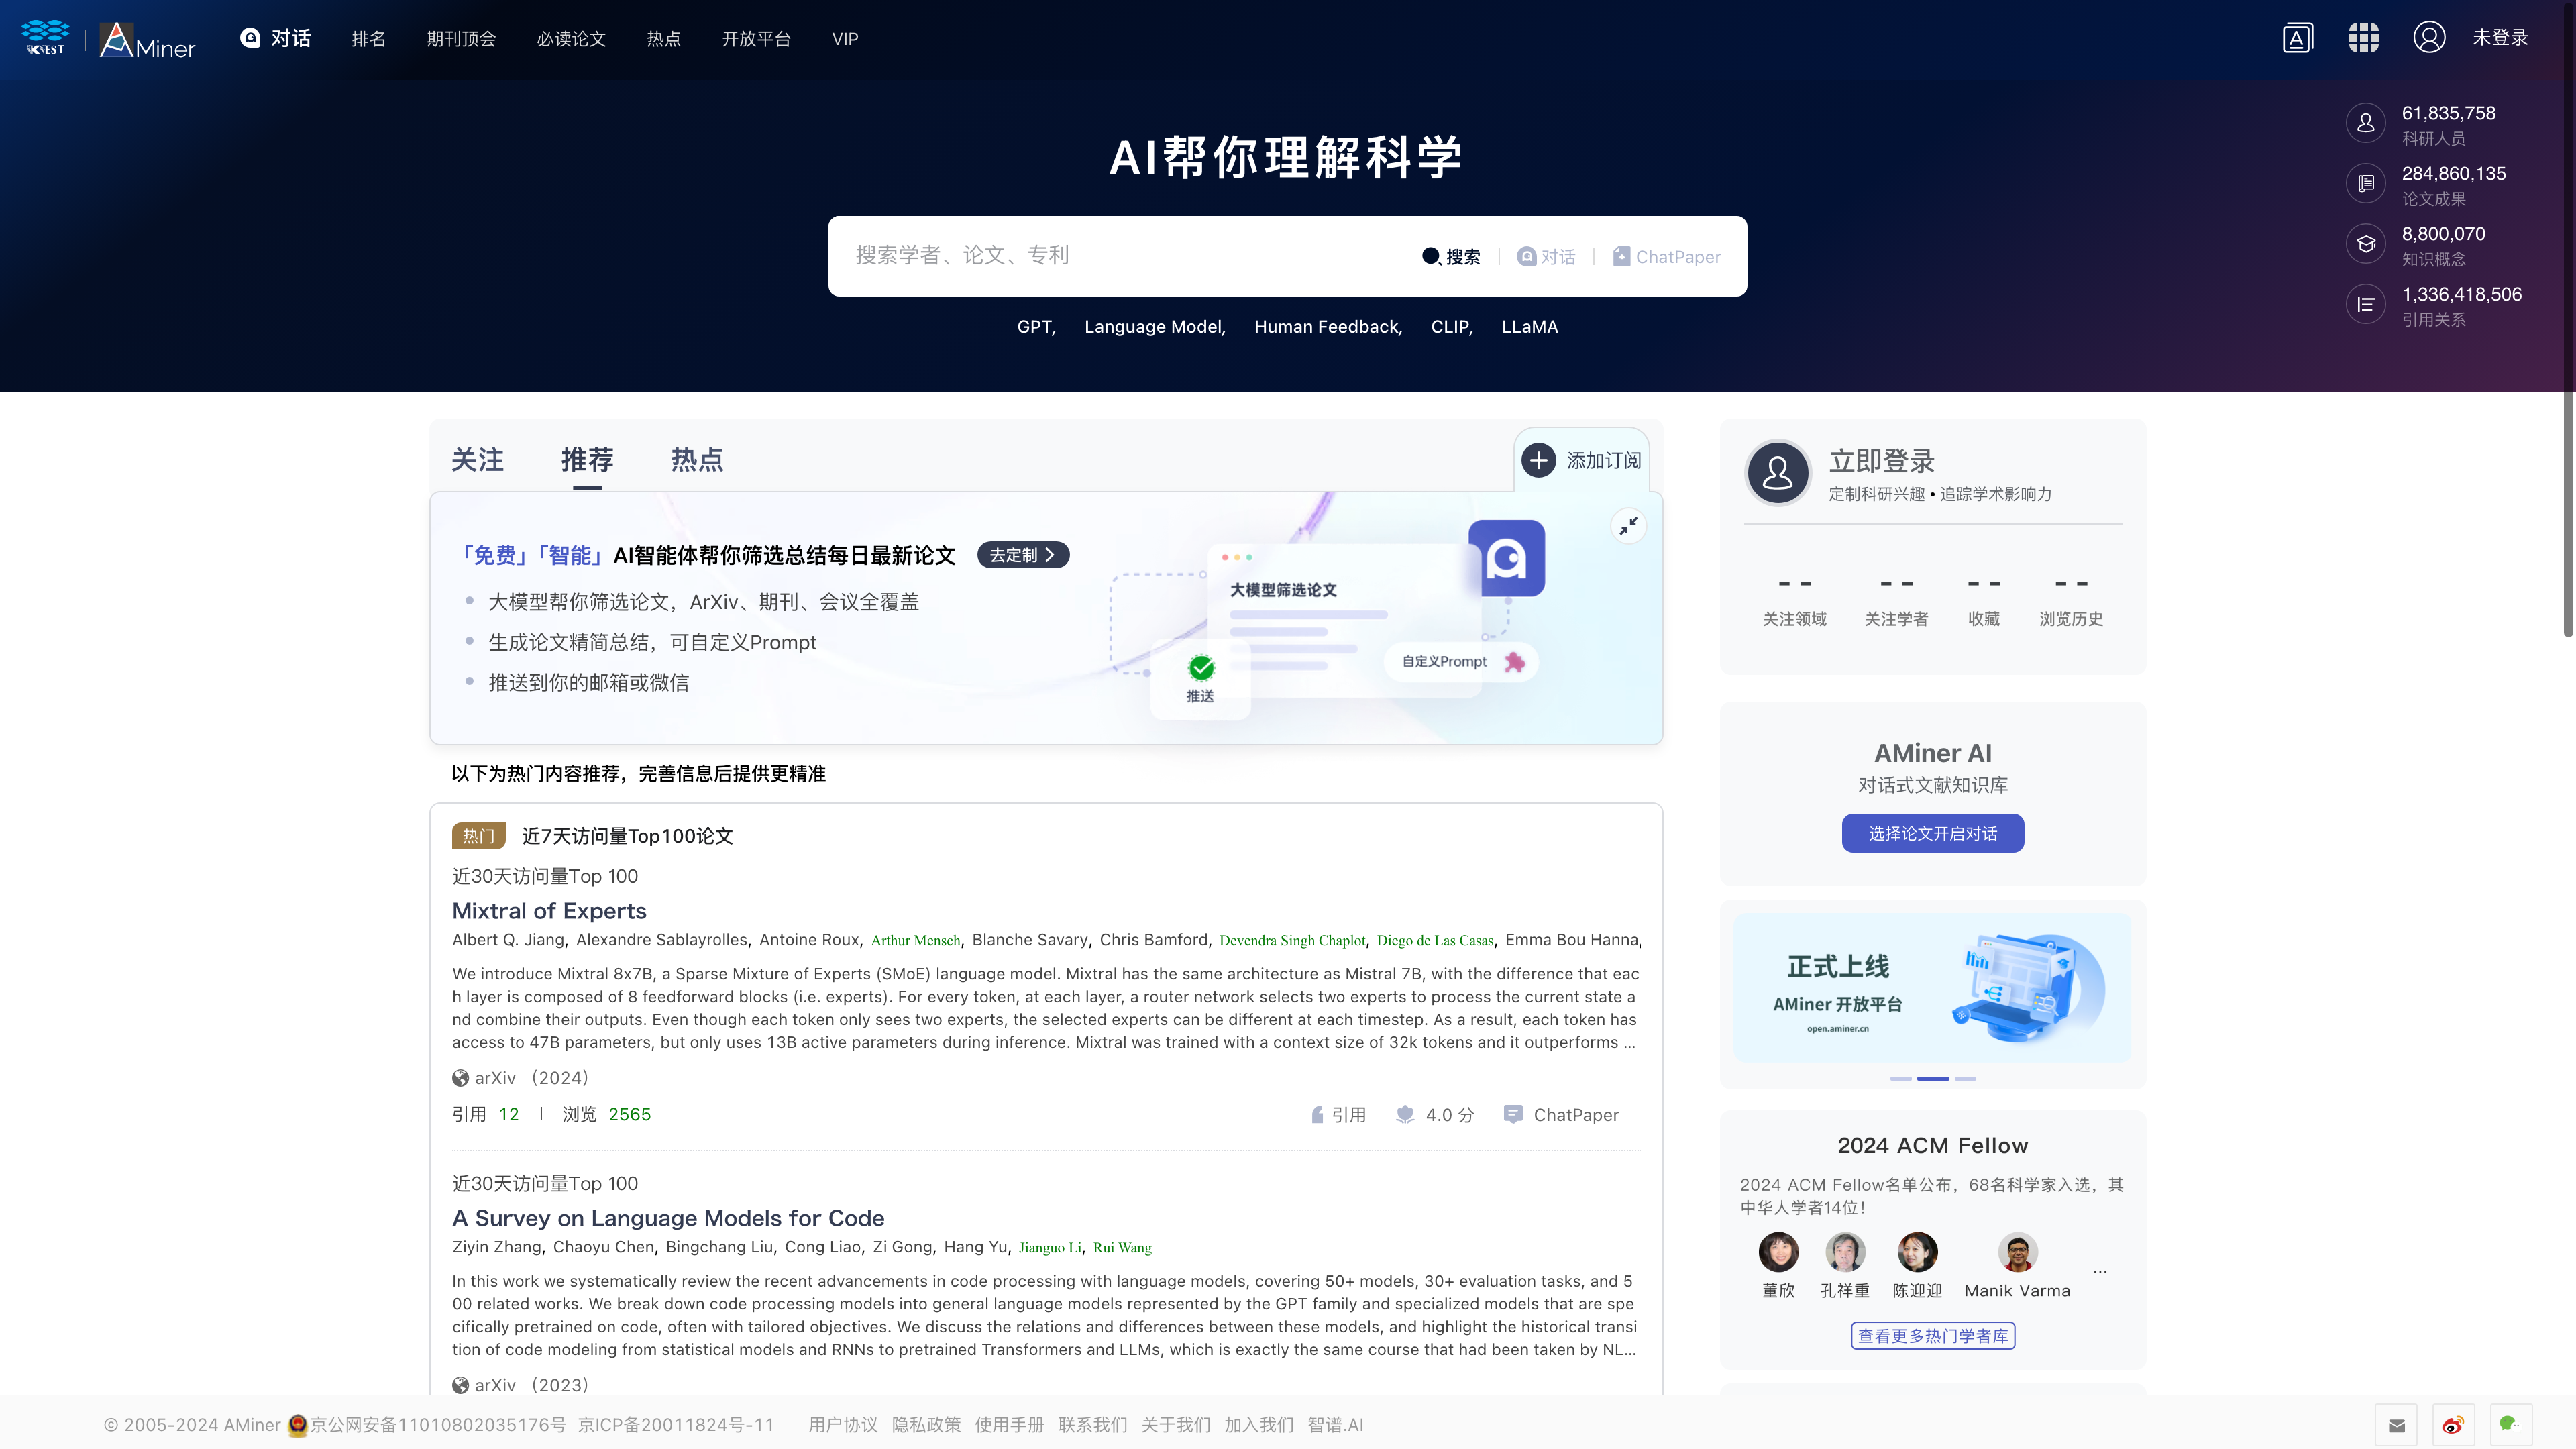 AMiner 对话 排名 期刊顶会 必读论文 热点 开放平台 VIP 未登录
61,835,758
科研人员
284,860,135
论文成果
8,800,070
知识概念
1,336,418,506
引用关系
AI帮你理解科学
搜索学者、论文、专利 搜索 对话 ChatPaper
GPT, Language Model, Human Feedback, CLIP, LLaMA
关注 推荐 热点 添加订阅
「免费」「智能」AI智能体帮你筛选总结每日最新论文 去定制
大模型帮你筛选论文，ArXiv、期刊、会议全覆盖
生成论文精简总结，可自定义Prompt
推送到你的邮箱或微信
大模型筛选论文
自定义Prompt
推送
以下为热门内容推荐，完善信息后提供更精准
热门 近7天访问量Top100论文
近30天访问量Top 100
Mixtral of Experts
Albert Q. Jiang, Alexandre Sablayrolles, Antoine Roux, Arthur Mensch, Blanche Savary, Chris Bamford, Devendra Singh Chaplot, Diego de Las Casas, Emma Bou Hanna,
We introduce Mixtral 8x7B, a Sparse Mixture of Experts (SMoE) language model. Mixtral has the same architecture as Mistral 7B, with the difference that eac
h layer is composed of 8 feedforward blocks (i.e. experts). For every token, at each layer, a router network selects two experts to process the current state a
nd combine their outputs. Even though each token only sees two experts, the selected experts can be different at each timestep. As a result, each token has
access to 47B parameters, but only uses 13B active parameters during inference. Mixtral was trained with a context size of 32k tokens and it outperforms ...
arXiv （2024）
引用 12 | 浏览 2565 引用 4.0 分 ChatPaper
近30天访问量Top 100
A Survey on Language Models for Code
Ziyin Zhang, Chaoyu Chen, Bingchang Liu, Cong Liao, Zi Gong, Hang Yu, Jianguo Li, Rui Wang
In this work we systematically review the recent advancements in code processing with language models, covering 50+ models, 30+ evaluation tasks, and 5
00 related works. We break down code processing models into general language models represented by the GPT family and specialized models that are spe
cifically pretrained on code, often with tailored objectives. We discuss the relations and differences between these models, and highlight the historical transi
tion of code modeling from statistical models and RNNs to pretrained Transformers and LLMs, which is exactly the same course that had been taken by NL...
arXiv （2023）
立即登录
定制科研兴趣 • 追踪学术影响力
-- -- -- --
关注领域 关注学者 收藏 浏览历史
AMiner AI
对话式文献知识库
选择论文开启对话
正式上线
AMiner 开放平台
open.aminer.cn
2024 ACM Fellow
2024 ACM Fellow名单公布，68名科学家入选，其
中华人学者14位！
董欣 孔祥重 陈迎迎 Manik Varma ...
查看更多热门学者库
© 2005-2024 AMiner 京公网安备11010802035176号 京ICP备20011824号-11 用户协议 隐私政策 使用手册 联系我们 关于我们 加入我们 智谱.AI